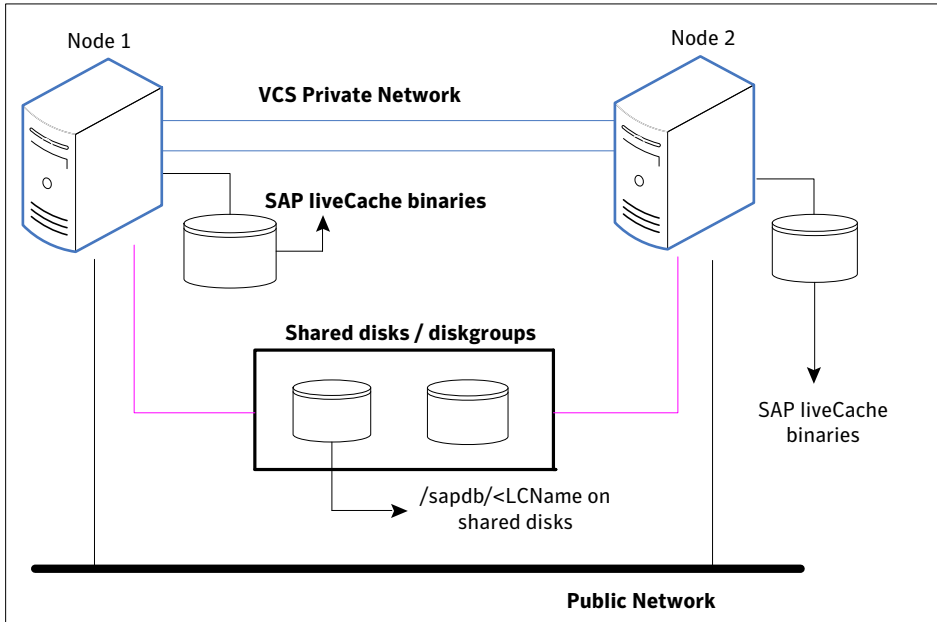 Node 1
Node 2
VCS Private Network
SAP liveCache binaries
Shared disks / diskgroups
SAP liveCache
binaries
/sapdb/<LCName on
shared disks
Public Network